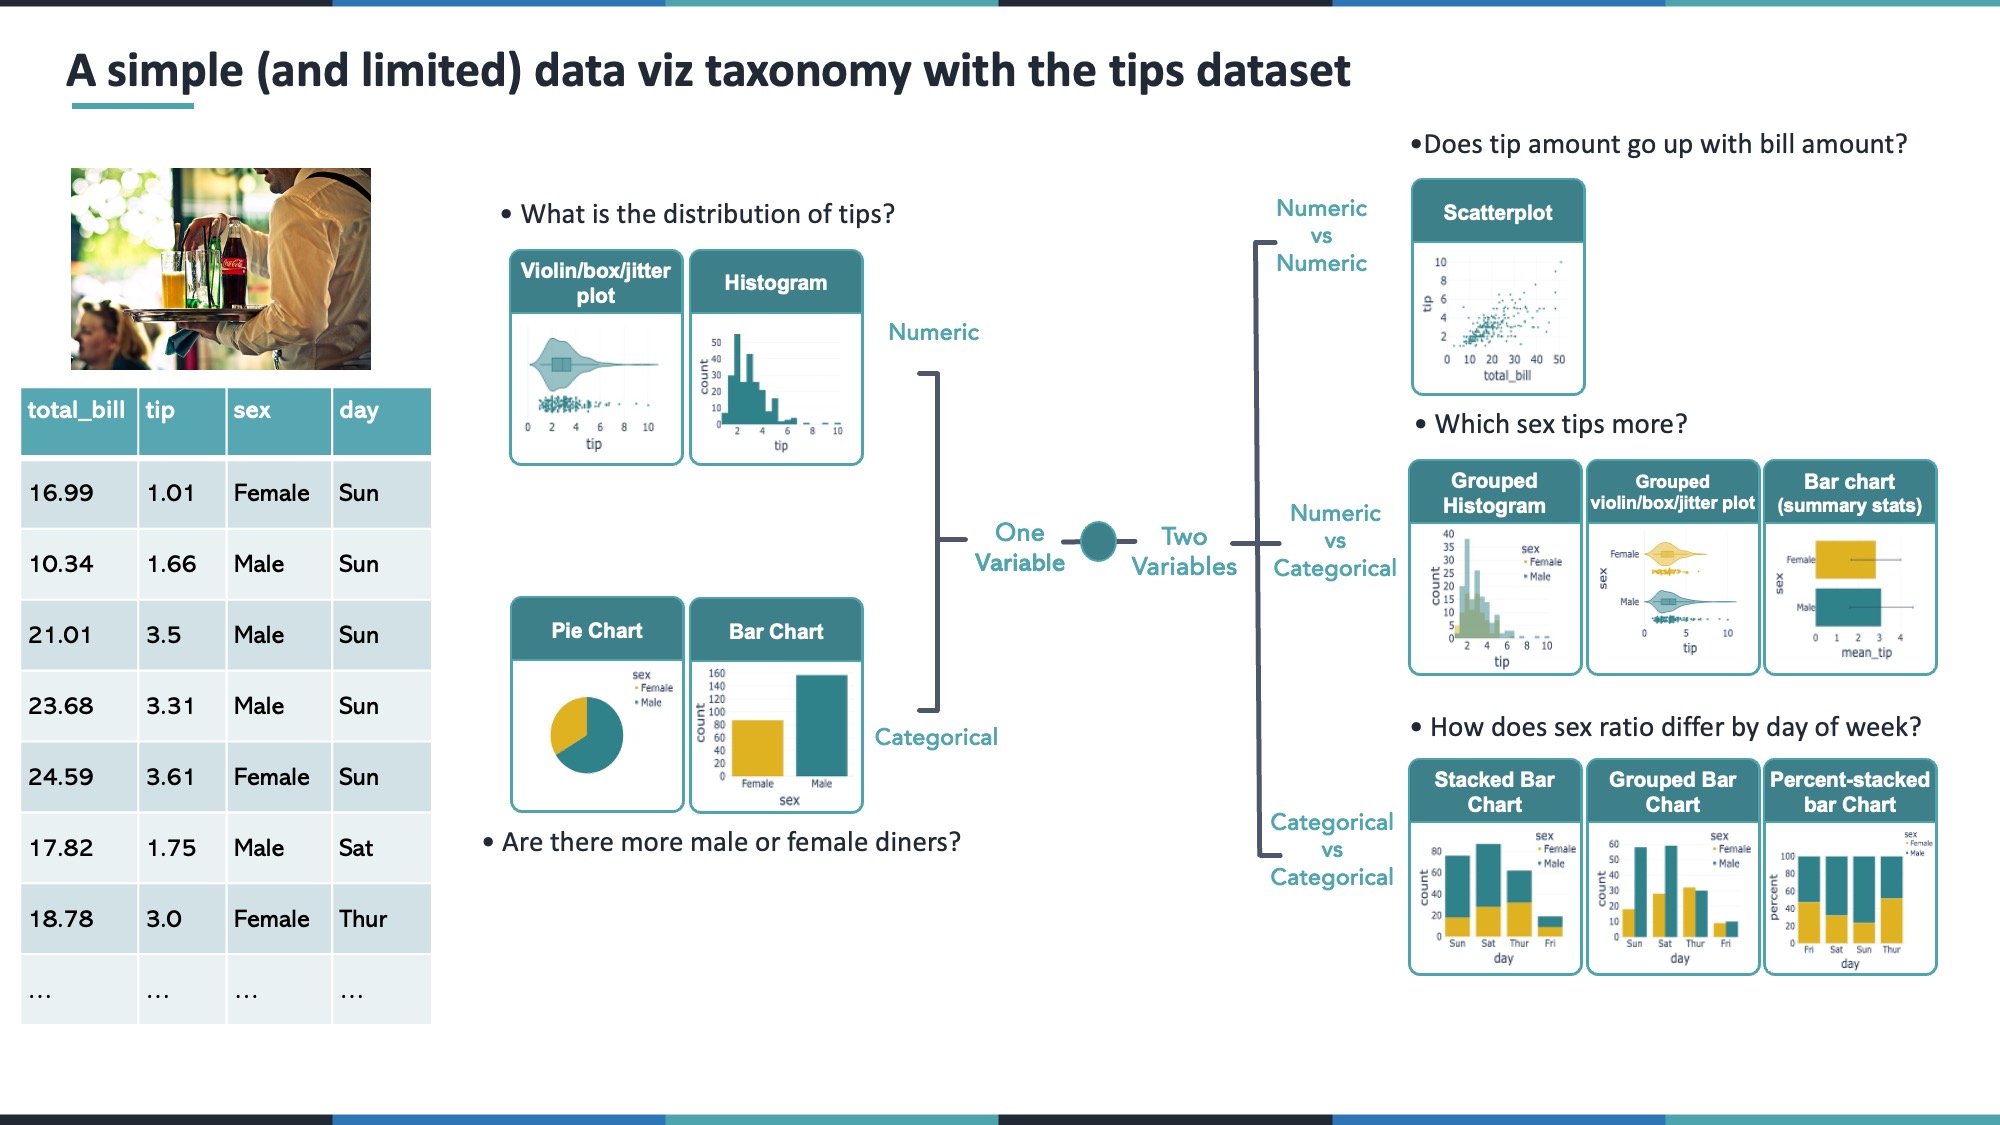 A simple (and limited) data viz taxonomy with the tips dataset
total_bill tip sex day
16.99 1.01 Female Sun
10.34 1.66 Male Sun
21.01 3.5 Male Sun
23.68 3.31 Male Sun
24.59 3.61 Female Sun
17.82 1.75 Male Sat
18.78 3.0 Female Thur
... ... ... ...
• What is the distribution of tips?
Violin/box/jitter
plot
0 2 4 6 8 10
tip
Histogram
50
40
30
20
10
0
count
2 4 6 8 10
tip
Numeric
One
Variable
Categorical
Pie Chart
sex
Female
Male
Bar Chart
160
140
120
100
80
60
40
20
0
count
Female Male
sex
• Are there more male or female diners?
Two
Variables
Numeric
vs
Numeric
•Does tip amount go up with bill amount?
Scatterplot
10
8
6
4
2
tip
0 10 20 30 40 50
total_bill
Numeric
vs
Categorical
• Which sex tips more?
Grouped
Histogram
40
35
30
25
20
15
10
5
0
count
sex
Female
Male
2 4 6 8 10
tip
Grouped
violin/box/jitter plot
Female
Male
sex
0 5 10
tip
Bar chart
(summary stats)
Female
Male
sex
0 1 2 3 4
mean_tip
Categorical
vs
Categorical
• How does sex ratio differ by day of week?
Stacked Bar
Chart
sex
Female
Male
80
60
40
20
0
count
Sun Sat Thur Fri
day
Grouped Bar
Chart
sex
Female
Male
60
50
40
30
20
10
0
count
Sun Sat Thur Fri
day
Percent-stacked
bar Chart
sex
Female
Male
100
80
60
40
20
0
percent
Fri Sat Sun Thur
day